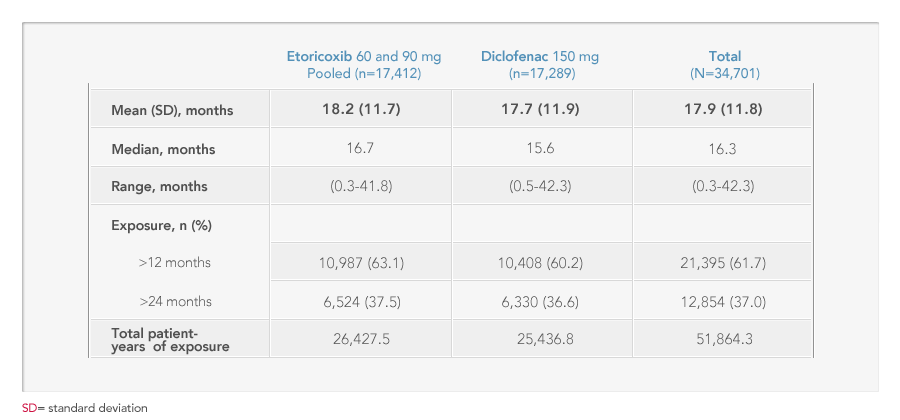 Etoricoxib 60 and 90 mg Diclofenac 150 mg Total
Pooled (n=17,412) (n=17,289) (N=34,701)
Mean (SD), months 18.2 (11.7) 17.7 (11.9) 17.9 (11.8)
Median, months 16.7 15.6 16.3
Range, months (0.3-41.8) (0.5-42.3) (0.3-42.3)
Exposure, n (%)
>12 months 10,987 (63.1) 10,408 (60.2) 21,395 (61.7)
>24 months 6,524 (37.5) 6,330 (36.6) 12,854 (37.0)
Total patient-
years of exposure 26,427.5 25,436.8 51,864.3
SD= standard deviation